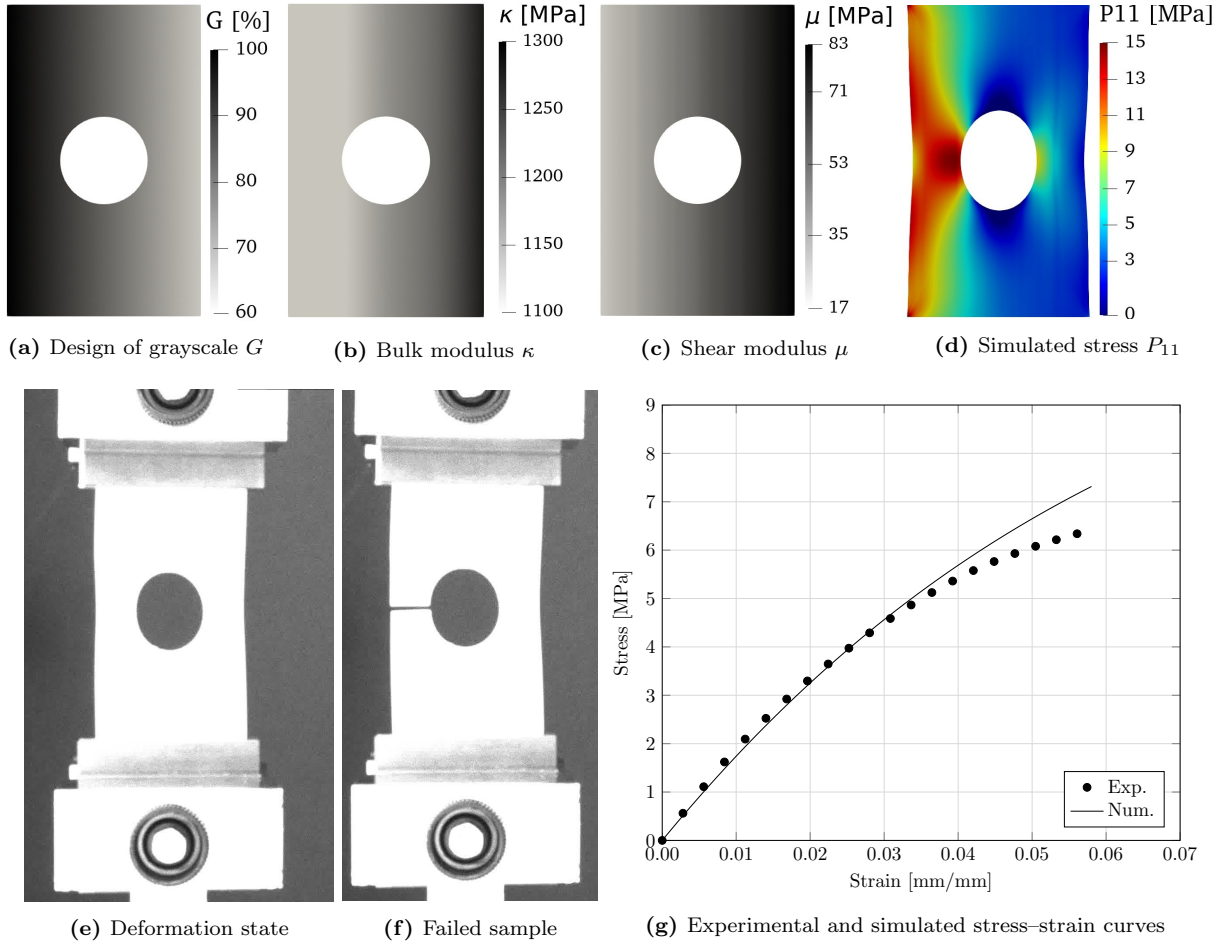 G [%]
100
90
80
70
60
κ [MPa]
1300
1250
1200
1150
1100
μ [MPa]
83
71
53
35
17
P11 [MPa]
15
13
11
9
7
5
3
0
(a) Design of grayscale G
(b) Bulk modulus κ
(c) Shear modulus μ
(d) Simulated stress P11
9
8
7
6
5
4
3
2
1
0
Stress [MPa]
0.00 0.01 0.02 0.03 0.04 0.05 0.06 0.07
Strain [mm/mm]
Exp.
Num.
(e) Deformation state
(f) Failed sample
(g) Experimental and simulated stress–strain curves